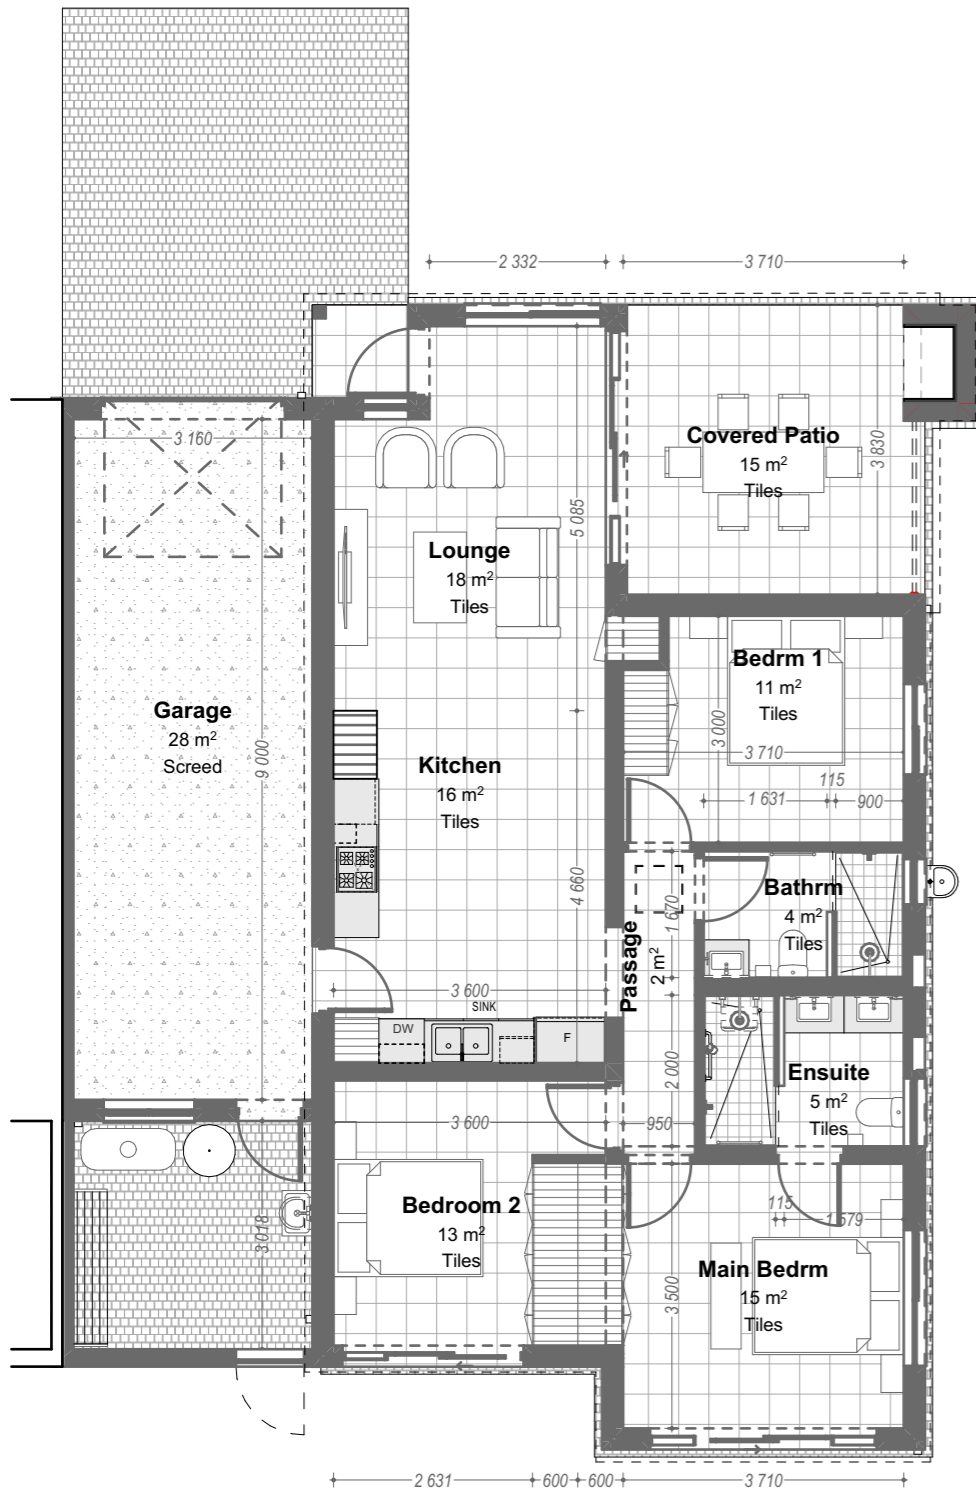 2 332
3 710
3 160
Covered Patio
15 m²
Tiles
3 830
5 085
Lounge
18 m²
Tiles
Bedrm 1
11 m²
Tiles
3 000
3 710
115
1 631
900
Garage
28 m²
Screed
9 000
Kitchen
16 m²
Tiles
4 660
Bathrm
4 m²
Tiles
1 670
Passage
2 m²
3 600
SINK
DW
F
2 000
Ensuite
5 m²
Tiles
3 600
950
Bedroom 2
13 m²
Tiles
115
1 579
3 018
Main Bedrm
15 m²
Tiles
3 500
2 631
600
600
3 710